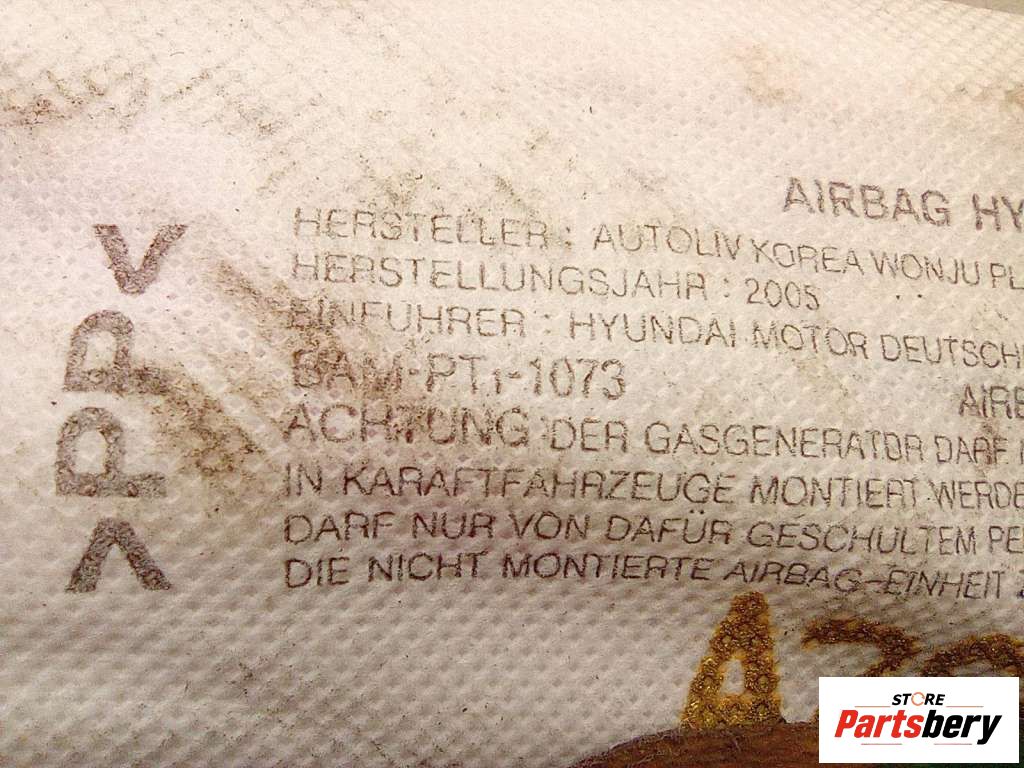 AIRBAG HY
HERSTELLER : AUTOLIV KOREA WONJU PL
HERSTELLUNGSJAHR : 2005
EINFUHRER : HYUNDAI MOTOR DEUTSCH
BAM-PT1-1073
AIRB
ACHTUNG :DER GASGENERATOR DARF
IN KARAFTFAHRZEUGE MONTIERT WERDE
DARF NUR VON DAFÜR GESCHULTEM PE
DIE NICHT MONTIERTE AIRBAG-EINHEIT
>PP<
STORE
Partsbery